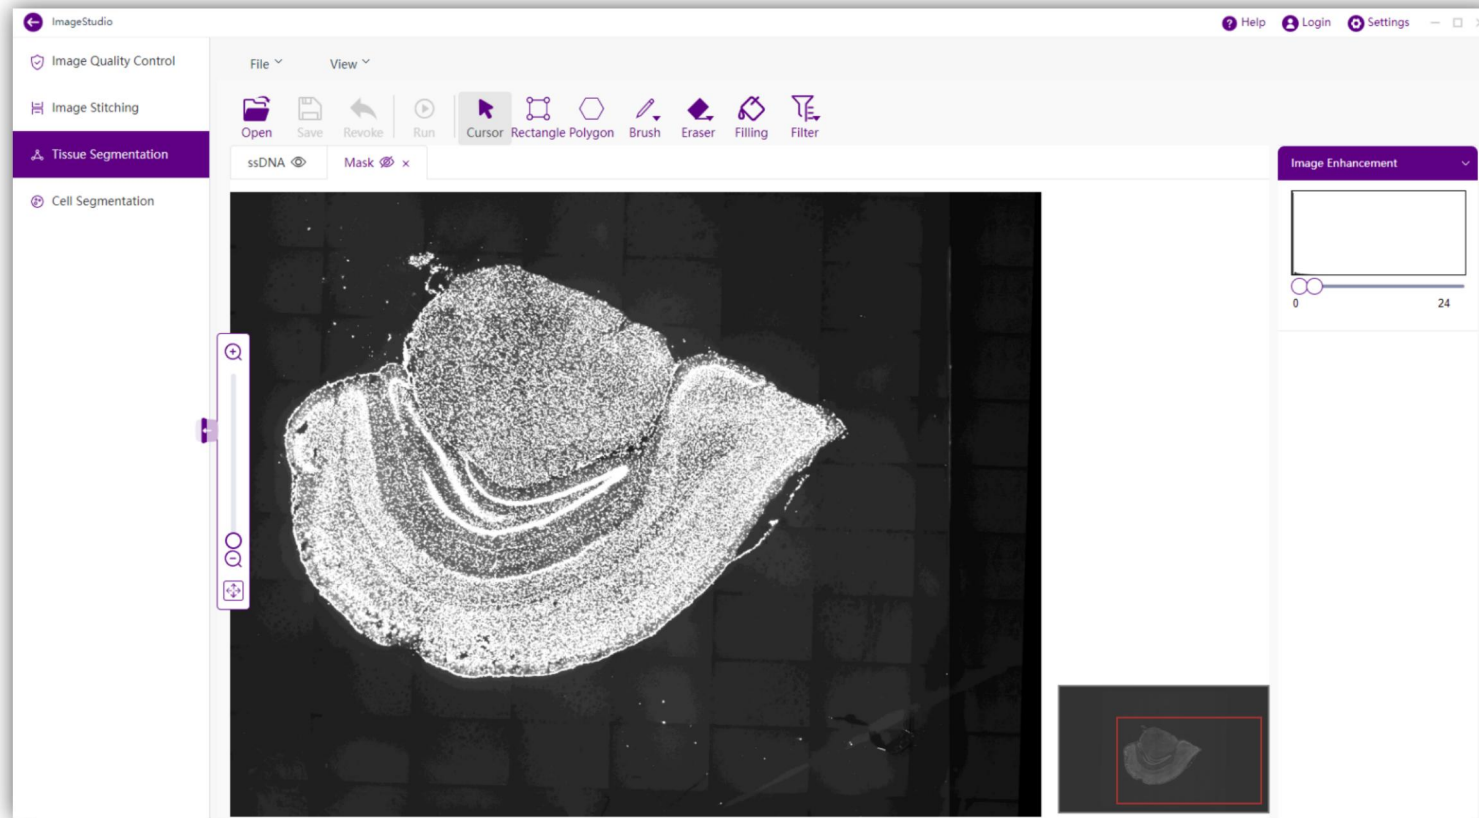 ImageStudio
Help Login Settings
Image Quality Control
Image Stitching
Tissue Segmentation
Cell Segmentation
File View
Open Save Revoke Run Cursor Rectangle Polygon Brush Eraser Filling Filter
ssDNA Mask
Image Enhancement
0 24